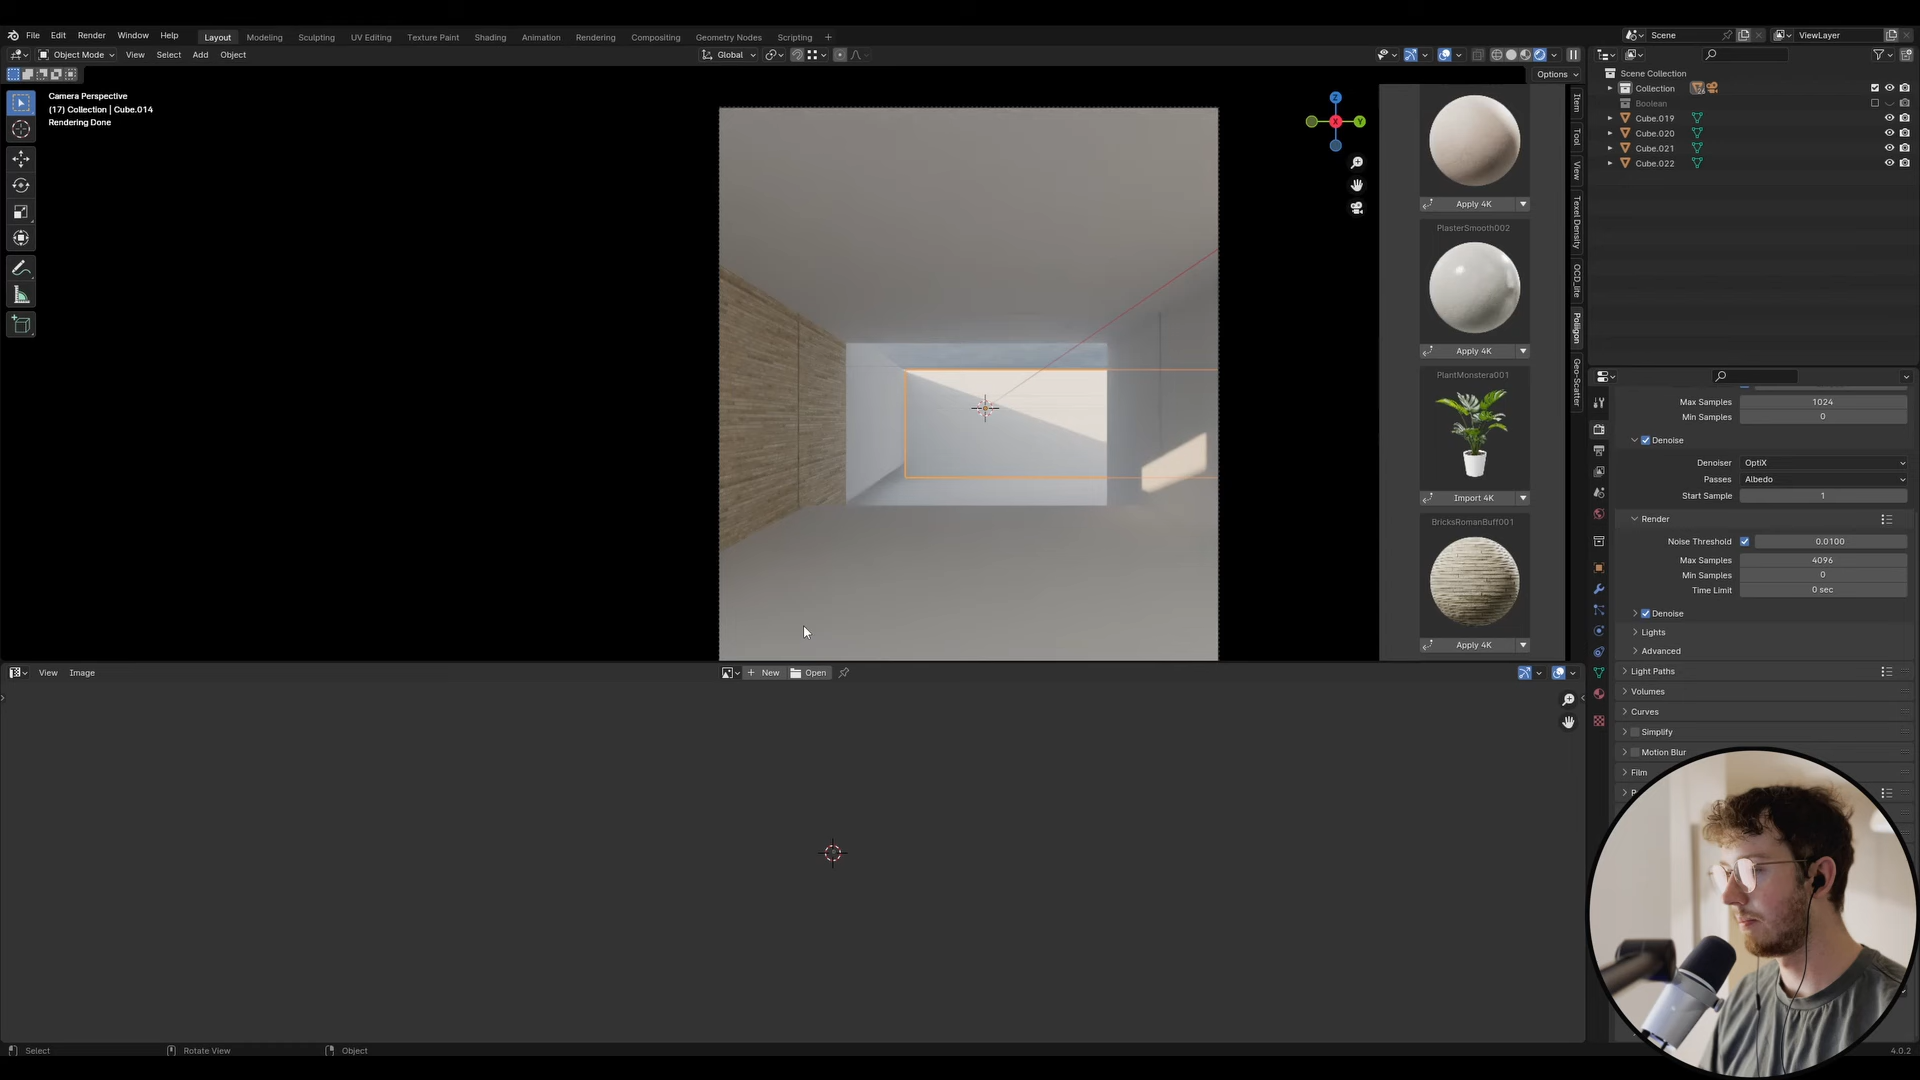 File Edit Render Window Help Layout Modeling Sculpting UV Editing Texture Paint Shading Animation Rendering Compositing Geometry Nodes Scripting + Scene ViewLayer
Object Mode View Select Add Object Global
Options
Camera Perspective
(17) Collection | Cube.014
Rendering Done
Z
X
Y
Item
Tool
View
Texel Density
OCD_lite
Poliigon
Geo-Scatter
Apply 4K
PlasterSmooth002
Apply 4K
PlantMonstera001
Import 4K
BricksRomanBuff001
Apply 4K
Scene Collection
Collection
Boolean
Cube.019
Cube.020
Cube.021
Cube.022
Max Samples 1024
Min Samples 0
Denoise
Denoiser OptiX
Passes Albedo
Start Sample 1
Render
Noise Threshold 0.0100
Max Samples 4096
Min Samples 0
Time Limit 0 sec
Denoise
Lights
Advanced
Light Paths
Volumes
Curves
Simplify
Motion Blur
Film
View Image + New Open
Select Rotate View Object 4.0.2